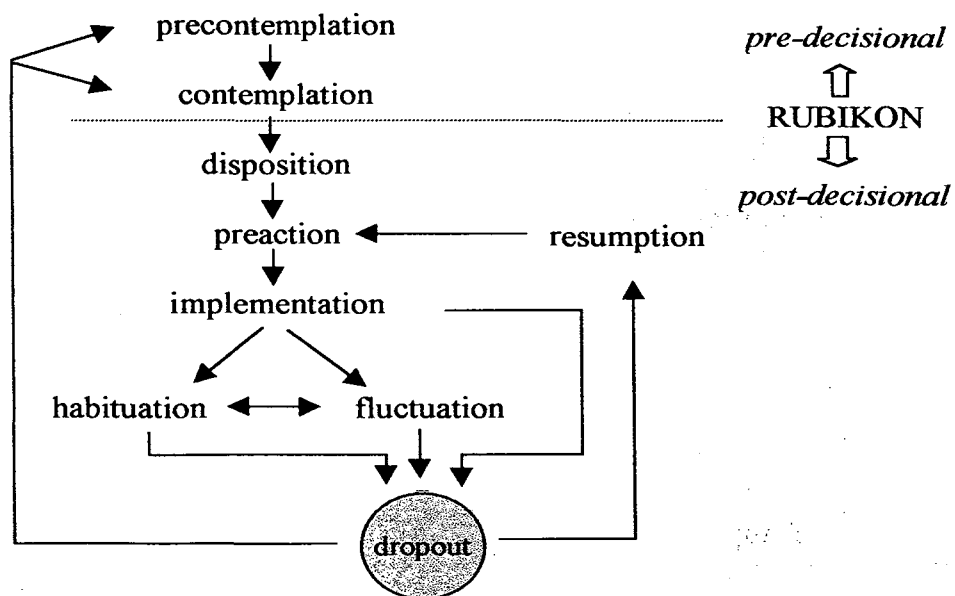 precontemplation
pre-decisional
contemplation
RUBIKON
disposition
post-decisional
preaction
resumption
implementation
habituation
fluctuation
dropout